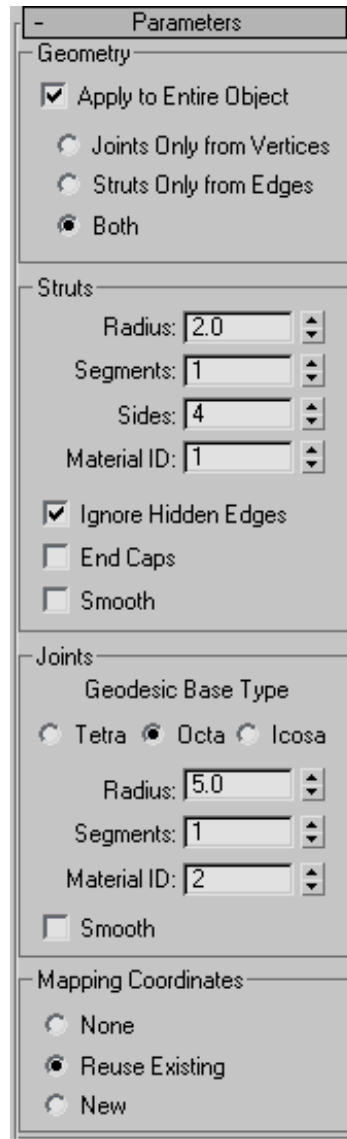 - Parameters
Geometry
Apply to Entire Object
Joints Only from Vertices
Struts Only from Edges
Both
Struts
Radius: 2.0
Segments: 1
Sides: 4
Material ID: 1
Ignore Hidden Edges
End Caps
Smooth
Joints
Geodesic Base Type
Tetra Octa Icosa
Radius: 5.0
Segments: 1
Material ID: 2
Smooth
Mapping Coordinates
None
Reuse Existing
New